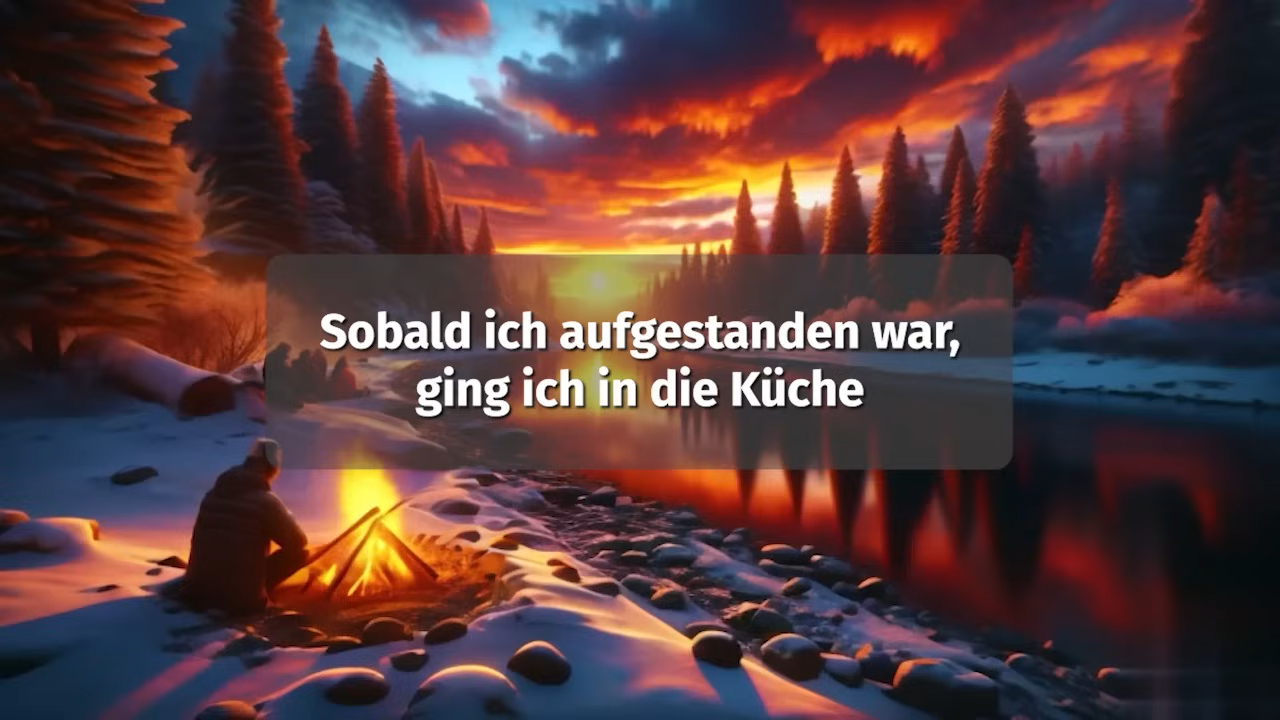 Sobald ich aufgestanden war,
ging ich in die Küche